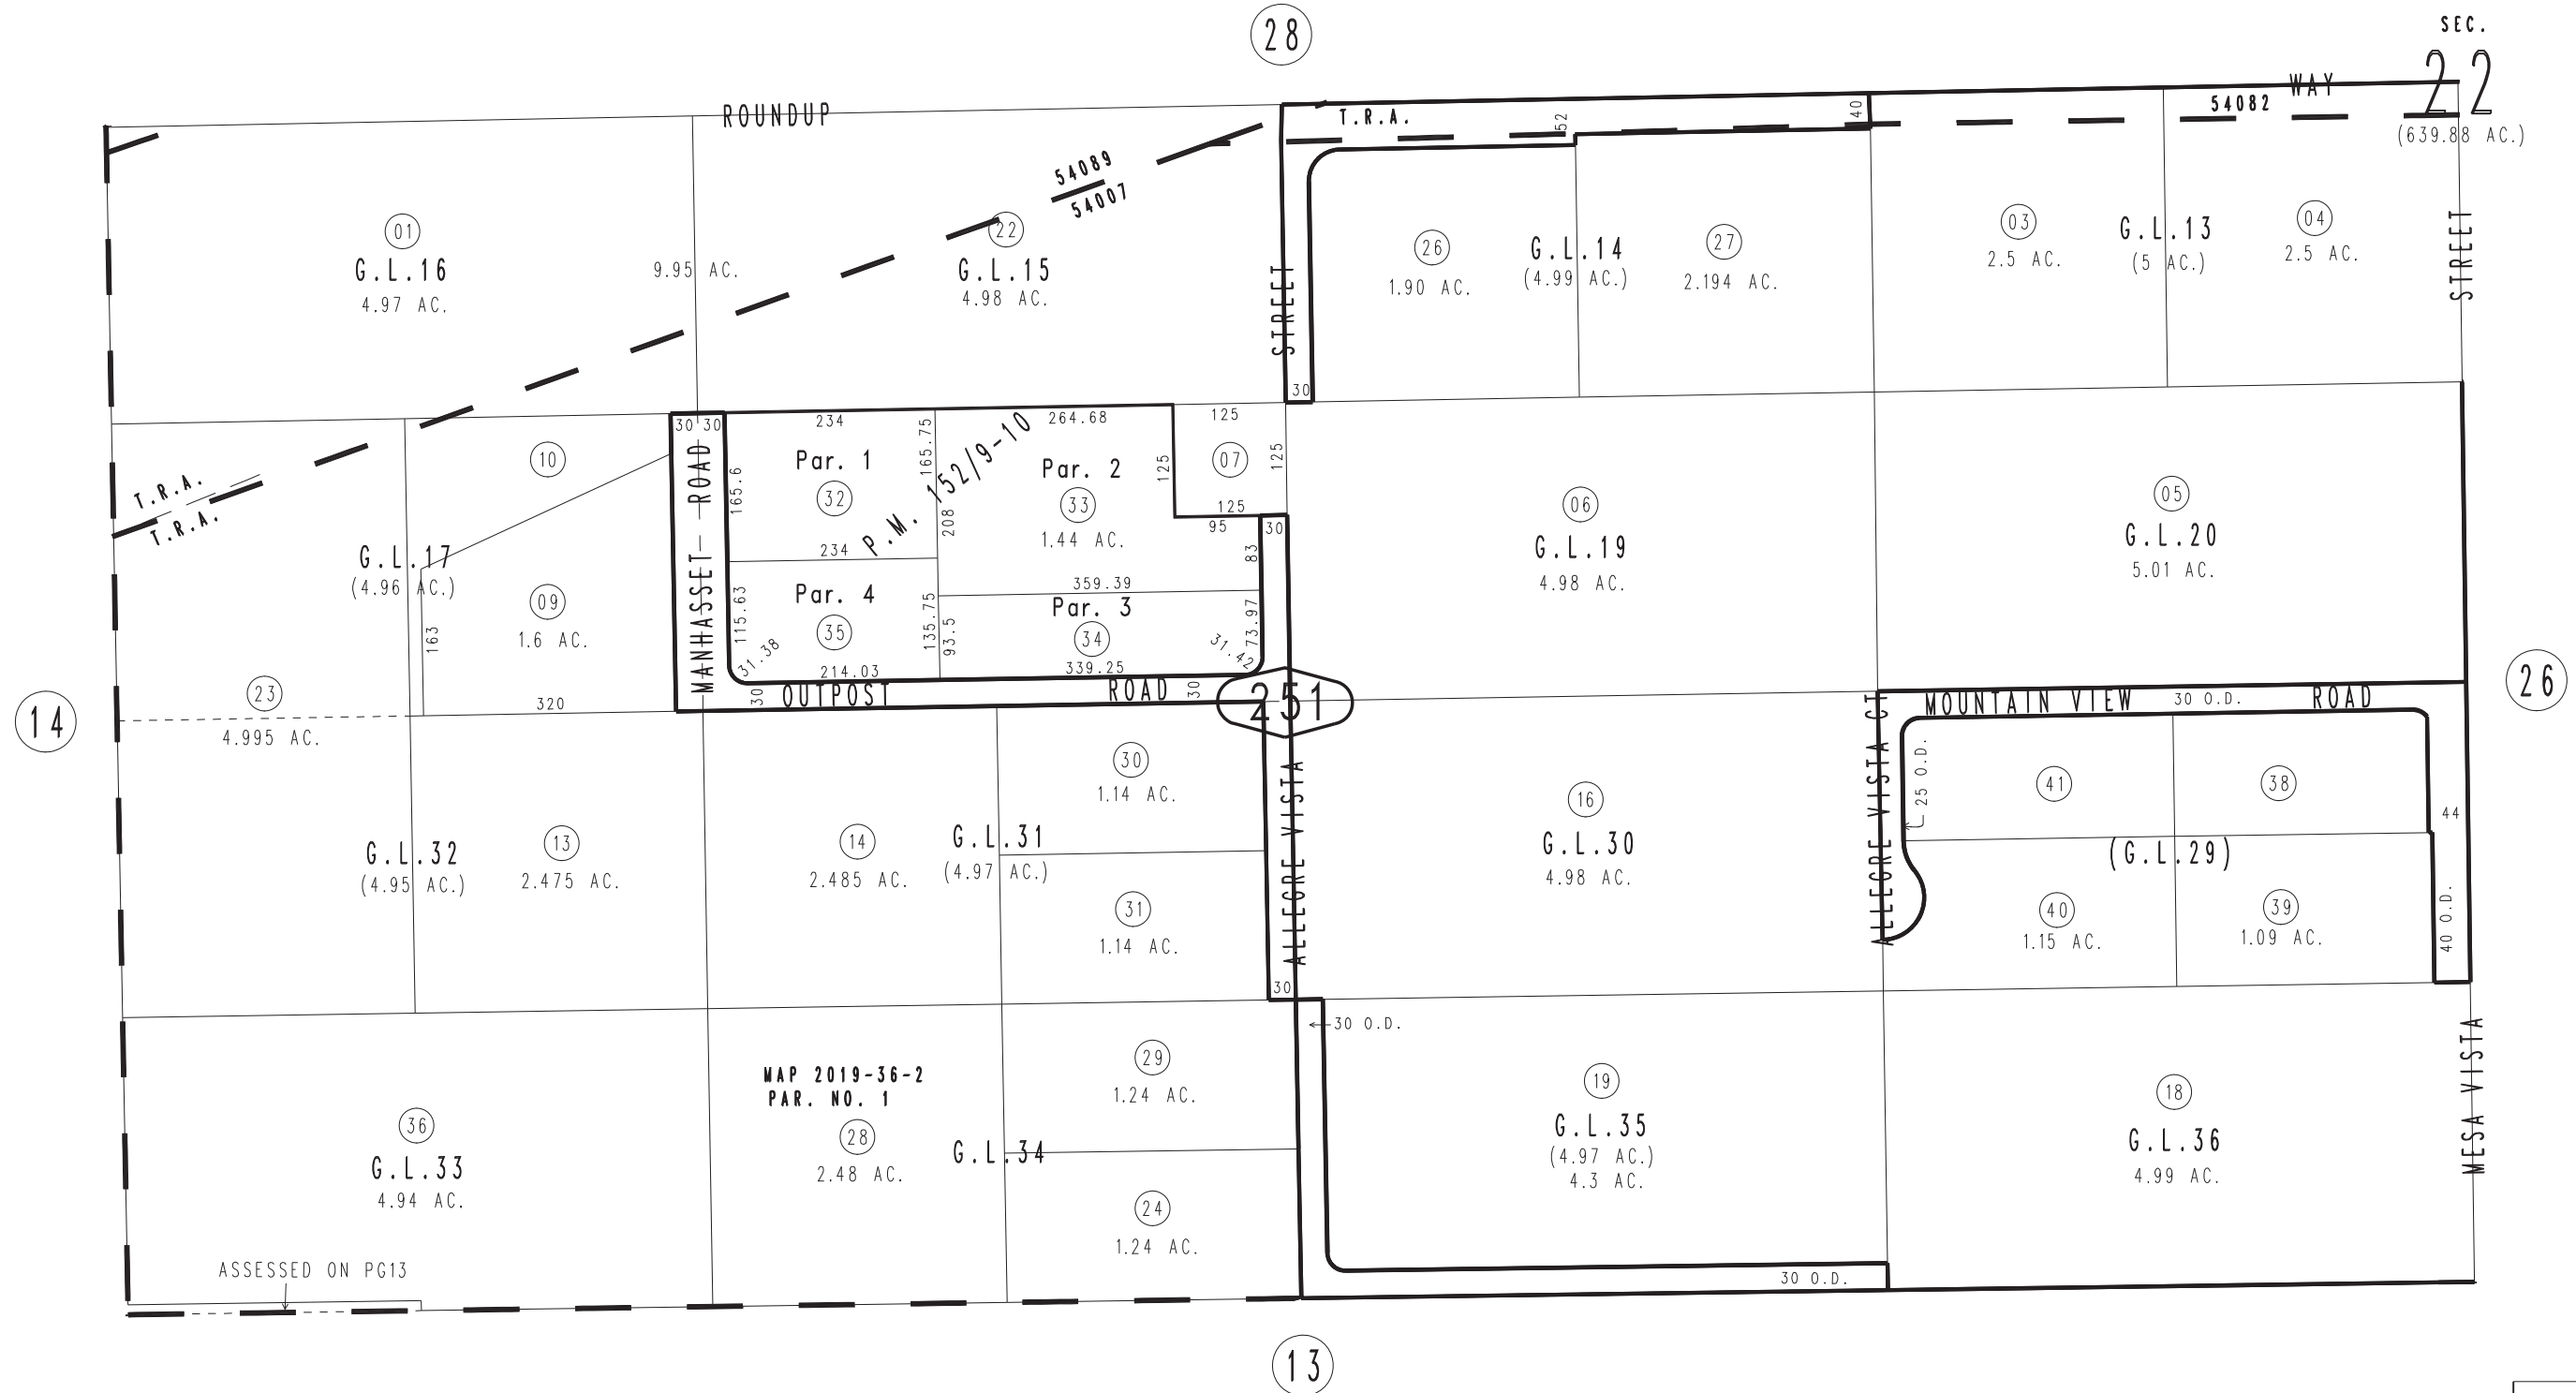 28
SEC.
22
(639.88 AC.)
ROUNDUP
WAY
T.R.A.
54082
52
40
54089
54007
01
G.L.16
4.97 AC.
9.95 AC.
22
G.L.15
4.98 AC.
STREET
30
26
1.90 AC.
G.L.14
(4.99 AC.)
27
2.194 AC.
03
2.5 AC.
G.L.13
(5 AC.)
04
2.5 AC.
STREET
T.R.A.
T.R.A.
10
G.L.17
(4.96 AC.)
09
1.6 AC.
163
320
23
4.995 AC.
30 30
MANHASSET ROAD
234
165.6
Par. 1
32
165.75
234
P.M. 152/9-10
264.68
Par. 2
33
1.44 AC.
208
125
125
07
125
125
95
30
83
359.39
115.63
Par. 4
35
31.38
214.03
135.75
93.5
Par. 3
34
339.25
73.97
31.42
30
OUTPOST
ROAD
30
251
06
G.L.19
4.98 AC.
05
G.L.20
5.01 AC.
14
26
MOUNTAIN VIEW
30 O.D.
ROAD
G.L.32
(4.95 AC.)
13
2.475 AC.
14
2.485 AC.
G.L.31
(4.97 AC.)
30
1.14 AC.
31
1.14 AC.
30
ALLEGRE VISTA
16
G.L.30
4.98 AC.
ALLEGRE VISTA CT
25 O.D.
41
38
44
(G.L.29)
40
1.15 AC.
39
1.09 AC.
40 O.D.
30 O.D.
36
G.L.33
4.94 AC.
MAP 2019-36-2
PAR. NO. 1
28
2.48 AC.
G.L.34
29
1.24 AC.
24
1.24 AC.
19
G.L.35
(4.97 AC.)
4.3 AC.
18
G.L.36
4.99 AC.
MESA VISTA
ASSESSED ON PG13
30 O.D.
13